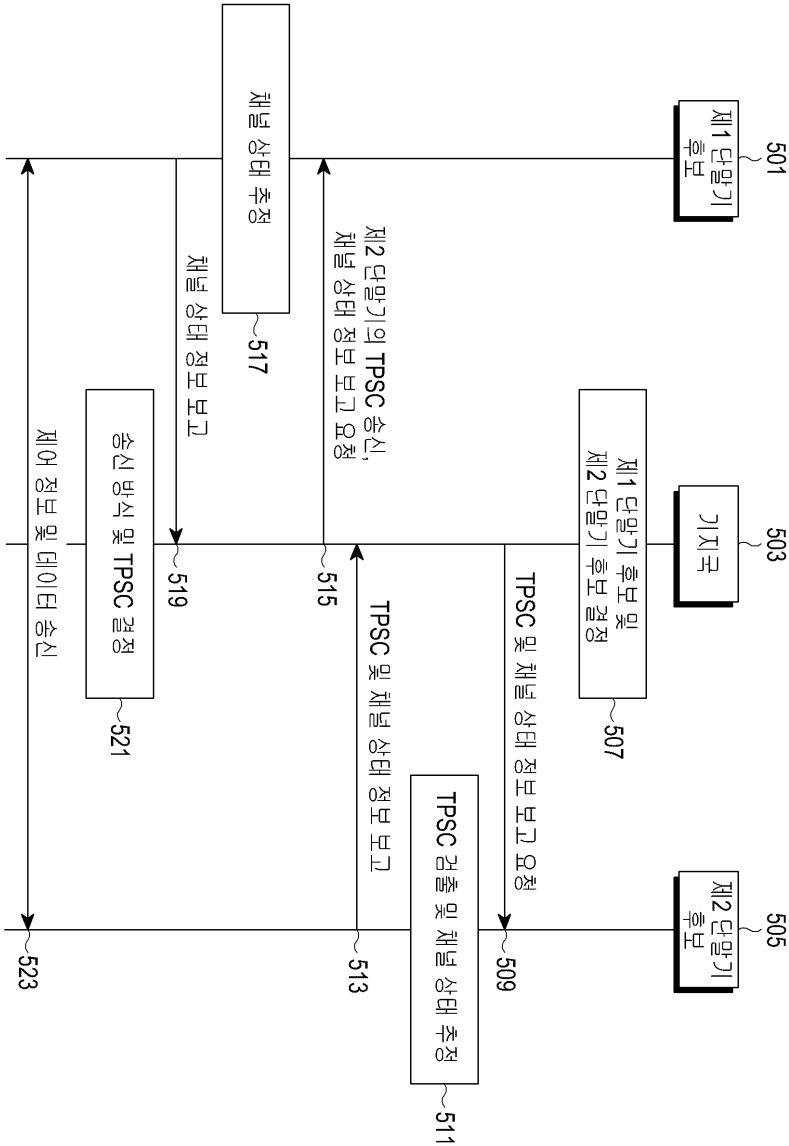 501
제1 단말기
후보
503
기지국
505
제2 단말기
후보
제1 단말기 후보 및
제2 단말기 후보 결정
507
TPSC 및 채널 상태 정보 보고 요청
509
TPSC 검출 및 채널 상태 추정
511
TPSC 및 채널 상태 정보 보고
513
제2 단말기의 TPSC 송신,
채널 상태 정보 보고 요청
515
채널 상태 추정
517
채널 상태 정보 보고
519
송신 방식 및 TPSC 결정
521
제어 정보 및 데이터 송신
523